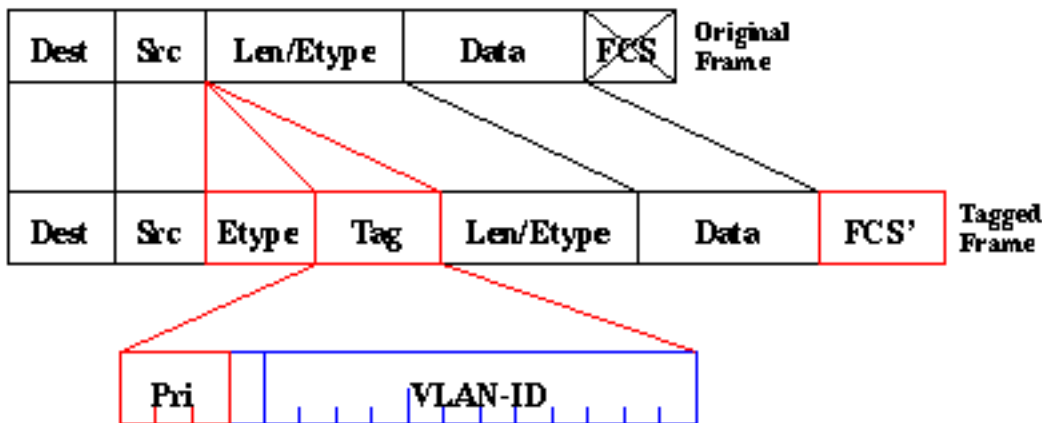 Dest Src Len/Etype Data FCS Original
Frame
Dest Src Etype Tag Len/Etype Data FCS' Tagged
Frame
Pri VLAN-ID